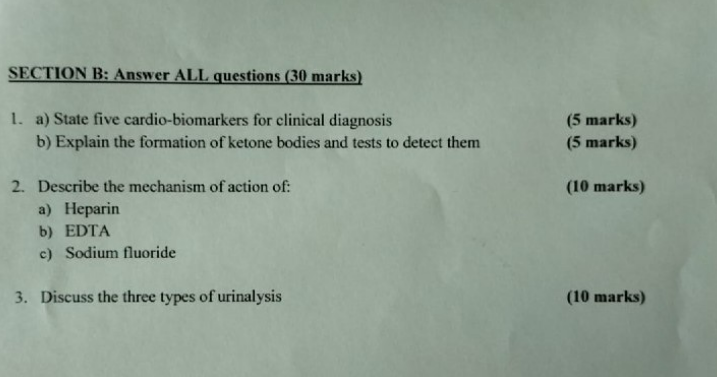 SECTION B: Answer ALL questions (30 marks)
1. a) State five cardio-biomarkers for clinical diagnosis (5 marks)
b) Explain the formation of ketone bodies and tests to detect them (5 marks)
2. Describe the mechanism of action of: (10 marks)
a) Heparin
b) EDTA
c) Sodium fluoride
3. Discuss the three types of urinalysis (10 marks)